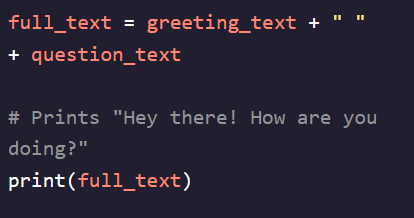 full_text = greeting_text + " "
+ question_text
# Prints "Hey there! How are you
doing?"
print(full_text)